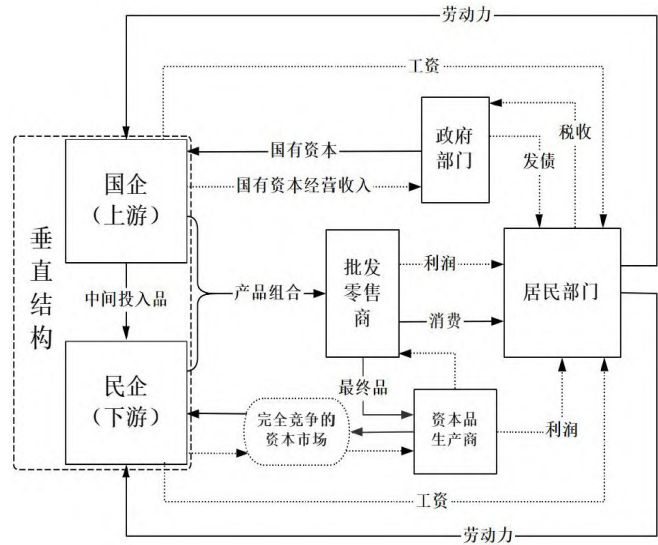 劳动力
工资
税收
政府
部门
发债
国有资本
国有资本经营收入
国企
（上游）
垂直结构
中间投入品
产品组合
批发
零售
商
利润
消费
居民部门
最终品
民企
（下游）
完全竞争的
资本市场
资本品
生产商
利润
工资
劳动力